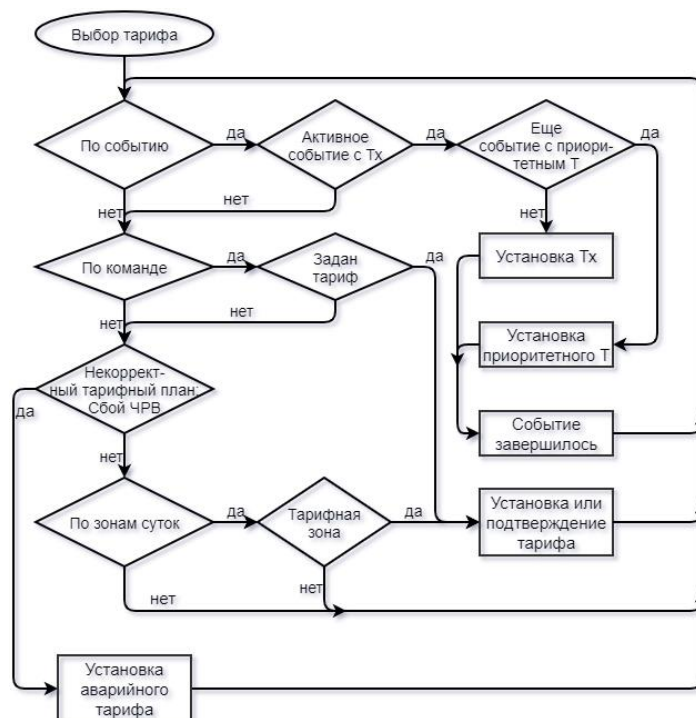 Выбор тарифа
По событию
да
Активное
событие с Тх
да
Еще
событие с приори-
тетным Т
да
нет
нет
нет
Установка Тх
По команде
да
Задан
тариф
да
нет
нет
Установка
приоритетного Т
Некоррект-
ный тарифный план:
Сбой ЧРВ
да
Событие
завершилось
нет
По зонам суток
да
Тарифная
зона
да
Установка или
подтверждение
тарифа
нет
нет
Установка
аварийного
тарифа